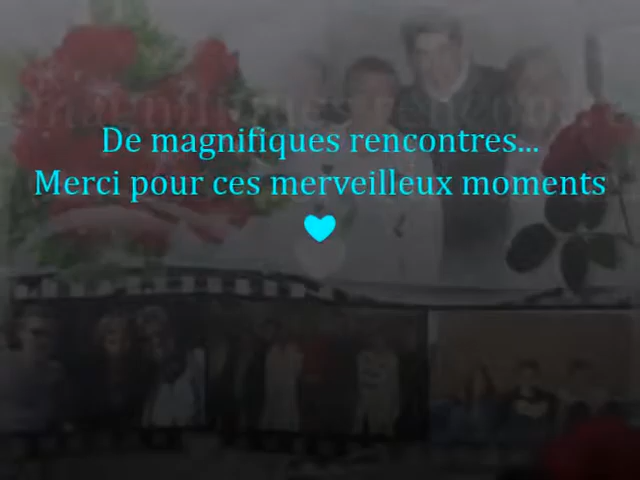 De magnifiques rencontres...
Merci pour ces merveilleux moments